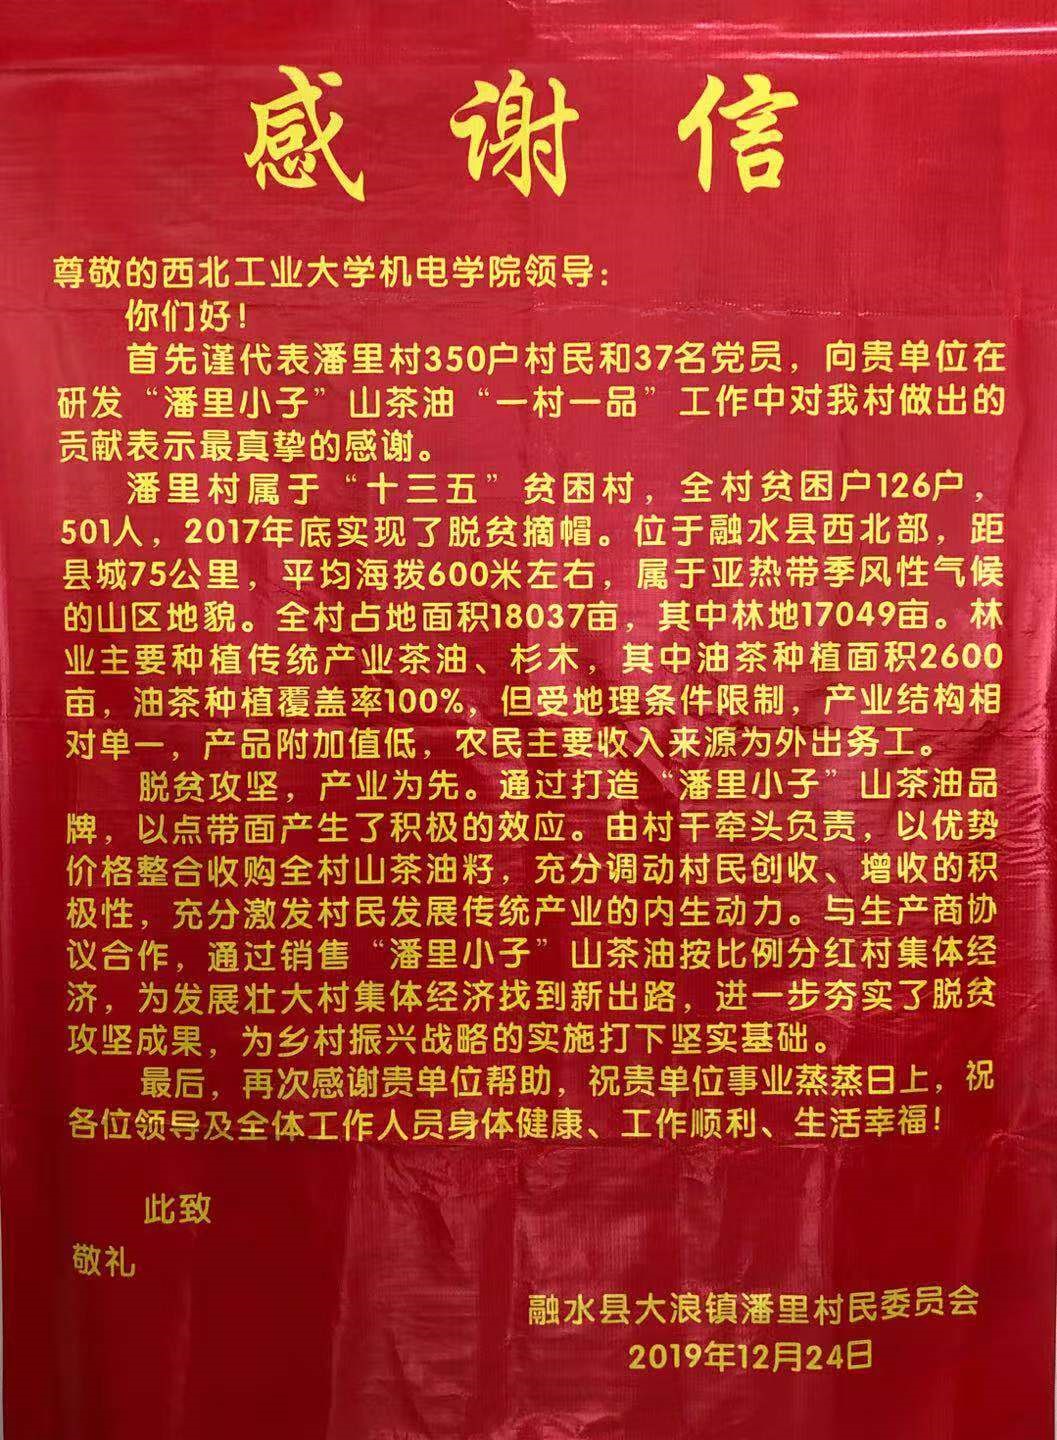 感谢信
尊敬的西北工业大学机电学院领导：
你们好！
首先谨代表潘里村350户村民和37名党员，向贵单位在
研发“潘里小子”山茶油“一村一品”工作中对我村做出的
贡献表示最真挚的感谢。
潘里村属于“十三五”贫困村，全村贫困户126户，
501人，2017年底实现了脱贫摘帽。位于融水县西北部，距
县城75公里，平均海拨600米左右，属于亚热带季风性气候
的山区地貌。全村占地面积18037亩，其中林地17049亩。林
业主要种植传统产业茶油、杉木，其中油茶种植面积2600
亩，油茶种植覆盖率100%，但受地理条件限制，产业结构相
对单一，产品附加值低，农民主要收入来源为外出务工。
脱贫攻坚，产业为先。通过打造“潘里小子”山茶油品
牌，以点带面产生了积极的效应。由村干牵头负责，以优势
价格整合收购全村山茶油籽，充分调动村民创收、增收的积
极性，充分激发村民发展传统产业的内生动力。与生产商协
议合作，通过销售“潘里小子”山茶油按比例分红村集体经
济，为发展壮大村集体经济找到新出路，进一步夯实了脱贫
攻坚成果，为乡村振兴战略的实施打下坚实基础。
最后，再次感谢贵单位帮助，祝贵单位事业蒸蒸日上，祝
各位领导及全体工作人员身体健康、工作顺利、生活幸福！
此致
敬礼
融水县大浪镇潘里村民委员会
2019年12月24日